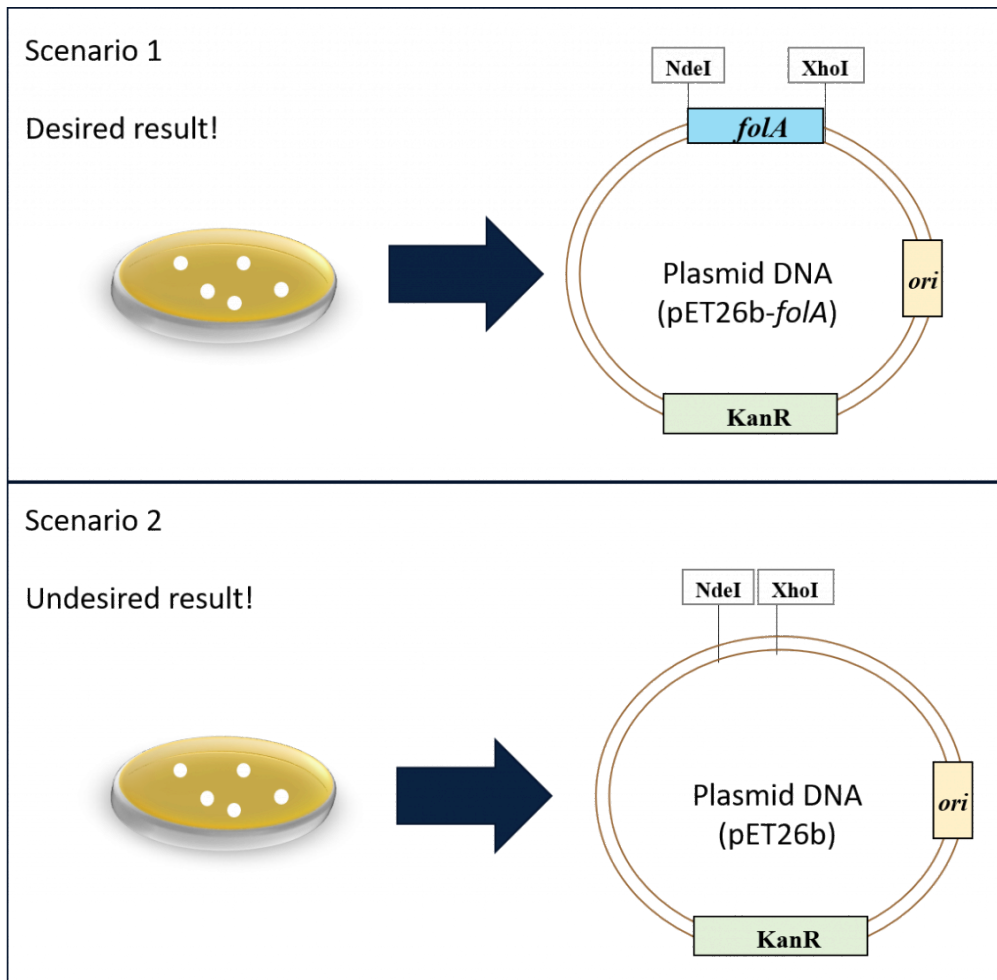 Scenario 1
Desired result!
NdeI
XhoI
folA
ori
Plasmid DNA
(pET26b-folA)
KanR
Scenario 2
Undesired result!
NdeI
XhoI
ori
Plasmid DNA
(pET26b)
KanR